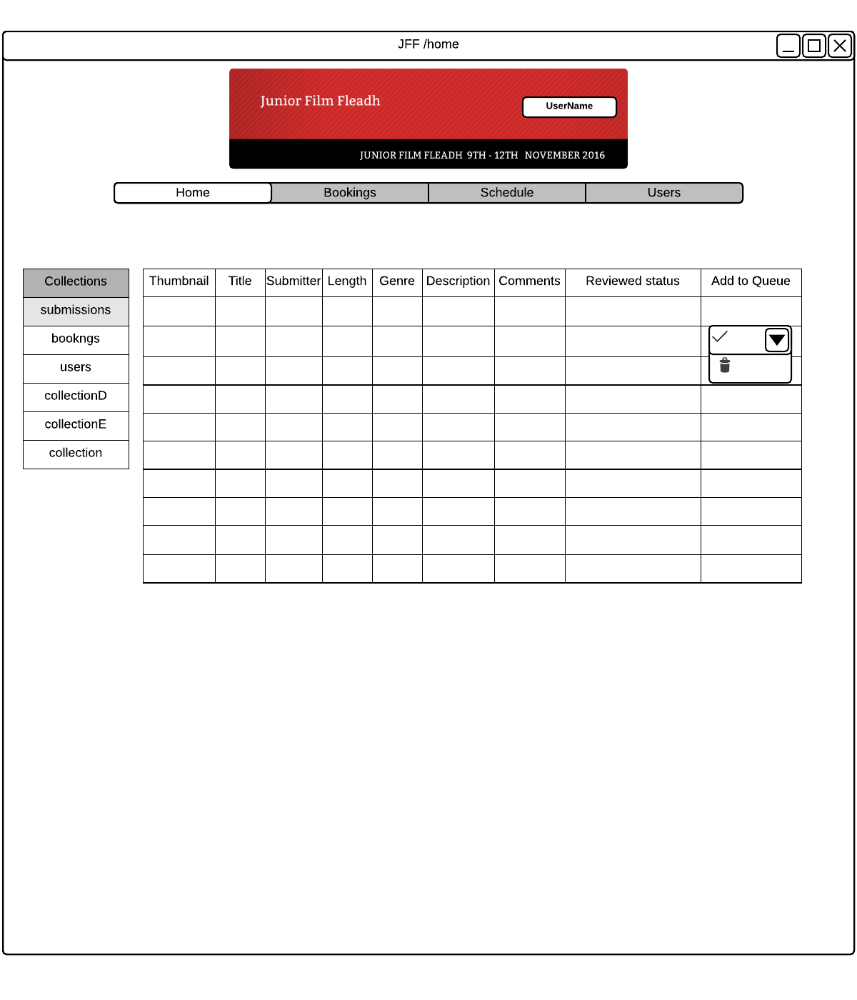 JFF /home
Junior Film Fleadh
UserName
JUNIOR FILM FLEADH 9TH - 12TH NOVEMBER 2016
Home Bookings Schedule Users
Collections
submissions
bookngs
users
collectionD
collectionE
collection
Thumbnail Title Submitter Length Genre Description Comments Reviewed status Add to Queue